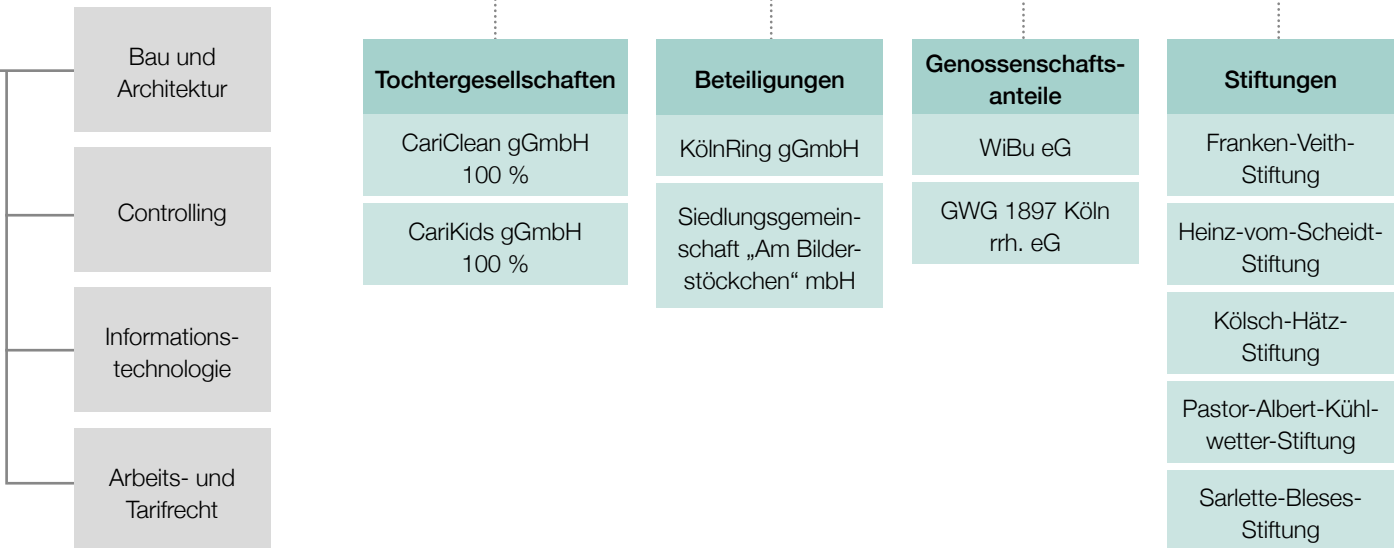 Bau und
Architektur
Controlling
Informations-
technologie
Arbeits- und
Tarifrecht
Tochtergesellschaften
CariClean gGmbH
100 %
CariKids gGmbH
100 %
Beteiligungen
KölnRing gGmbH
Siedlungsgemein-
schaft „Am Bilder-
stöckchen“ mbH
Genossenschafts-
anteile
WiBu eG
GWG 1897 Köln
rrh. eG
Stiftungen
Franken-Veith-
Stiftung
Heinz-vom-Scheidt-
Stiftung
Kölsch-Hätz-
Stiftung
Pastor-Albert-Kühl-
wetter-Stiftung
Sarlette-Bleses-
Stiftung